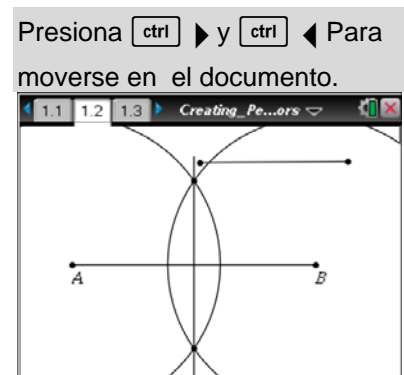 Presiona ctrl ▶ y ctrl ◀ Para
moverse en el documento.
1.1 1.2 1.3 Creating_Pe...ors
A B